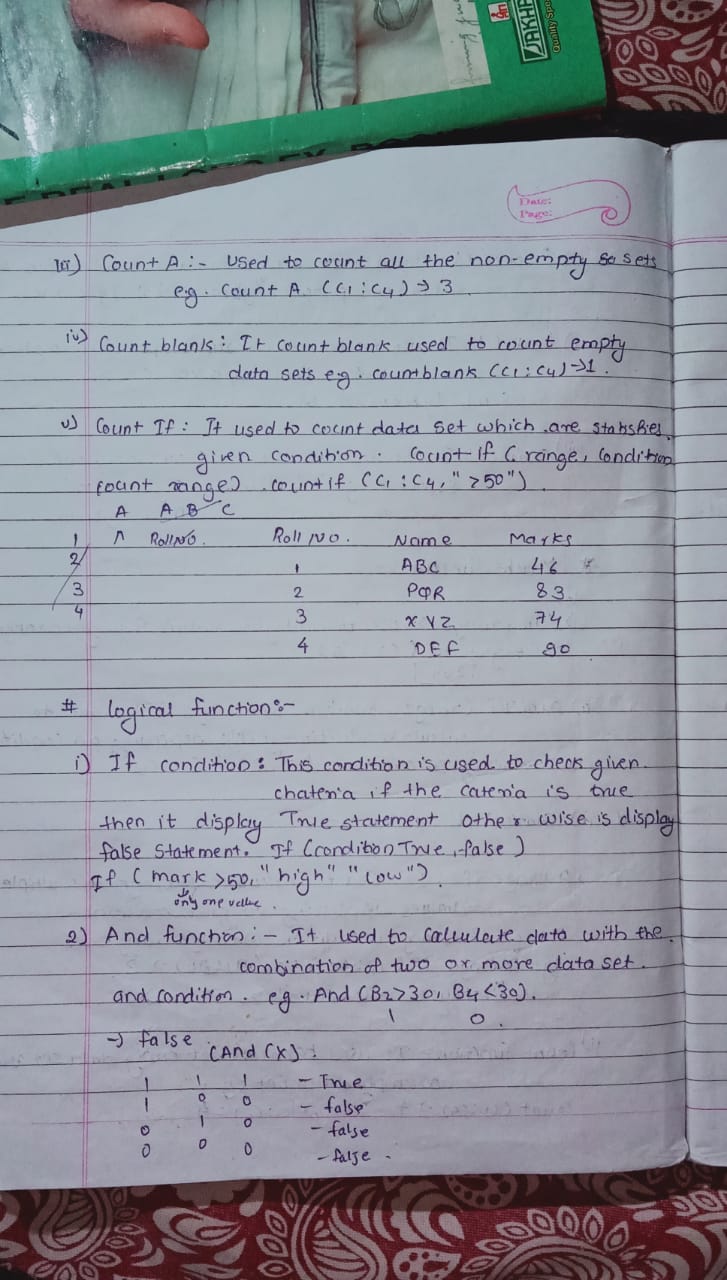 JAKHA
Quality Spo
Date:
Page:
iii) Count A :- Used to count all the non-empty sets
eg. Count A (C1 : C4) → 3
iv) Count blank : It count blank used to count empty
data sets eg. countblank (C1 : C4) → 1.
v) Count If : It used to count data set which are statisfies
given condition. Count if (range, condition
count range) .countif (C1 : C4, ">50")
A A B C
1 A Roll NO. Roll NO. Name Marks
2 1 ABC 46
3 2 PQR 83
4 3 XYZ 74
4 DEF 90
# logical function :-
i) If condition : This condition is used to check given
chateria if the cateria is true
then it display True statement other wise is display
false Statement. If (condition True, false)
If (mark >50, "high" "low")
only one value.
2) And function :- It used to Calculate data with the
combination of two or more data set.
and condition. eg. And (B2>30, B4<30).
1 0.
→ false
(And (X) :
1 1 1 - True
1 0 0 - false
0 1 0 - false
0 0 0 - false.